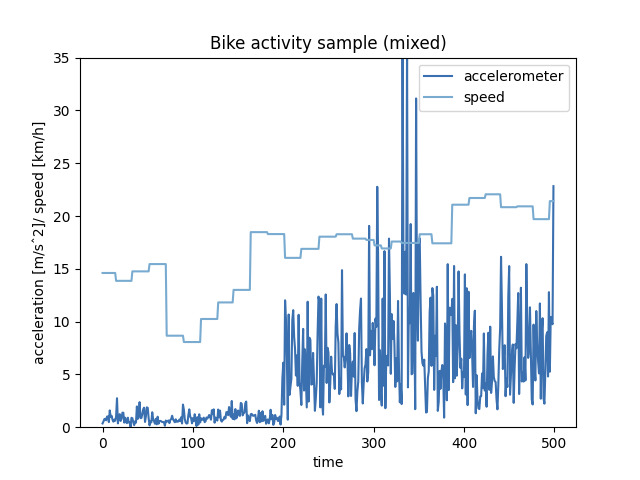 Bike activity sample (mixed)
accelerometer
speed
35
30
25
20
15
10
5
0
acceleration [m/s^2]/ speed [km/h]
0 100 200 300 400 500
time